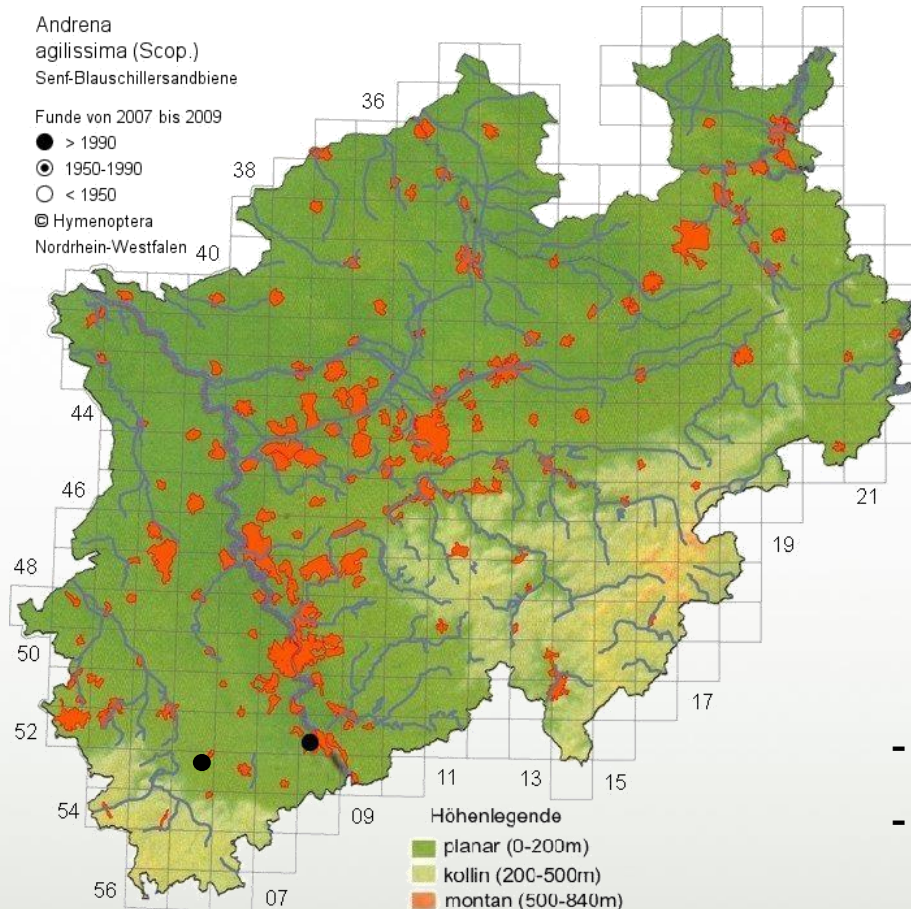 Andrena
agilissima (Scop.)
Senf-Blauschillersandbiene
Funde von 2007 bis 2009
> 1990
1950-1990
< 1950
© Hymenoptera
Nordrhein-Westfalen
36
38
40
44
46
48
50
52
54
56
07
09
11
13
15
17
19
21
Höhenlegende
planar (0-200m)
kollin (200-500m)
montan (500-840m)
-
-